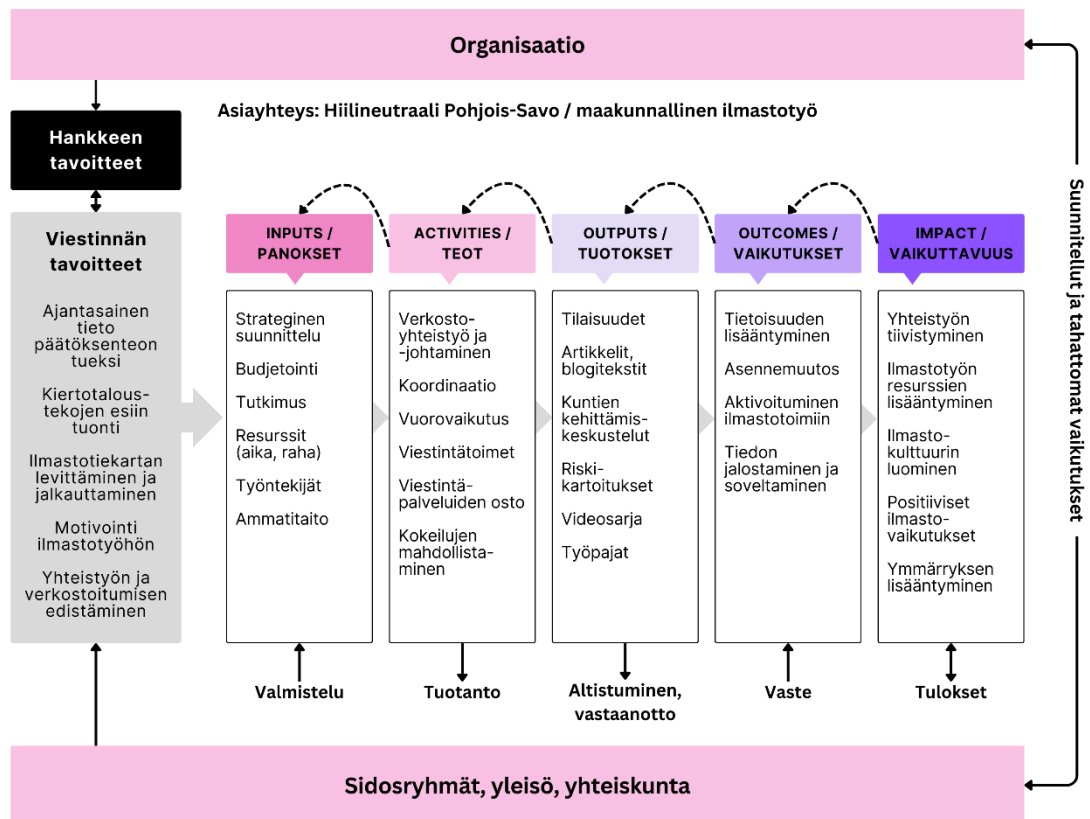 Organisaatio
Asiayhteys: Hiilineutraali Pohjois-Savo / maakunnallinen ilmastotyö
Hankkeen
tavoitteet
Viestinnän
tavoitteet
Ajantasainen
tieto
päätöksenteon
tueksi
Kiertotalous-
tekojen esiin
tuonti
Ilmastotiekartan
levittäminen ja
jalkauttaminen
Motivointi
ilmastotyöhön
Yhteistyön ja
verkostoitumisen
edistäminen
INPUTS /
PANOKSET
Strateginen
suunnittelu
Budjetointi
Tutkimus
Resurssit
(aika, raha)
Työntekijät
Ammatitaito
Valmistelu
ACTIVITIES /
TEOT
Verkosto-
yhteistyö ja
-johtaminen
Koordinaatio
Vuorovaikutus
Viestintätoimet
Viestintä-
palveluiden osto
Kokeilujen
mahdollista-
minen
Tuotanto
OUTPUTS /
TUOTOKSET
Tilaisuudet
Artikkelit,
blogitekstit
Kuntien
kehittämis-
keskustelut
Riski-
kartoitukset
Videosarja
Työpajat
Altistuminen,
vastaanotto
OUTCOMES /
VAIKUTUKSET
Tietoisuuden
lisääntyminen
Asennemuutos
Aktivoituminen
ilmastotoimiin
Tiedon
jalostaminen ja
soveltaminen
Vaste
IMPACT /
VAIKUTTAVUUS
Yhteistyön
tiivistyminen
Ilmastotyön
resurssien
lisääntyminen
Ilmasto-
kulttuurin
luominen
Positiiviset
ilmasto-
vaikutukset
Ymmärryksen
lisääntyminen
Tulokset
Suunnitellut ja tahattomat vaikutukset
Sidosryhmät, yleisö, yhteiskunta